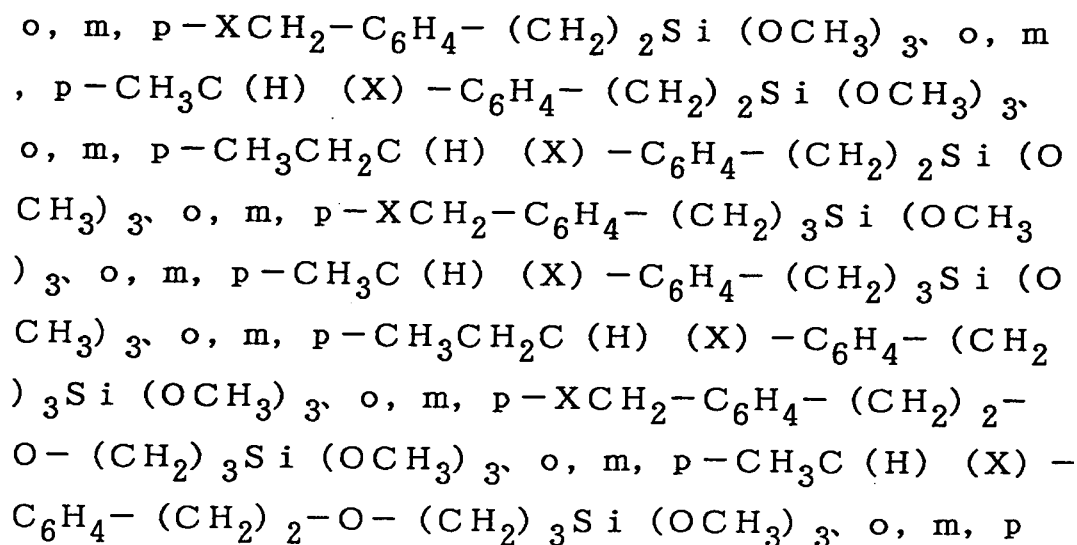 o, m, p－XCH₂－C₆H₄－ (CH₂) ₂Si (OCH₃) ₃、o, m
, p－CH₃C (H) (X) －C₆H₄－ (CH₂) ₂Si (OCH₃) ₃、
o, m, p－CH₃CH₂C (H) (X) －C₆H₄－ (CH₂) ₂Si (O
CH₃) ₃、o, m, p－XCH₂－C₆H₄－ (CH₂) ₃Si (OCH₃
) ₃、o, m, p－CH₃C (H) (X) －C₆H₄－ (CH₂) ₃Si (O
CH₃) ₃、o, m, p－CH₃CH₂C (H) (X) －C₆H₄－ (CH₂
) ₃Si (OCH₃) ₃、o, m, p－XCH₂－C₆H₄－ (CH₂) ₂－
O－ (CH₂) ₃Si (OCH₃) ₃、o, m, p－CH₃C (H) (X) －
C₆H₄－ (CH₂) ₂－O－ (CH₂) ₃Si (OCH₃) ₃、o, m, p